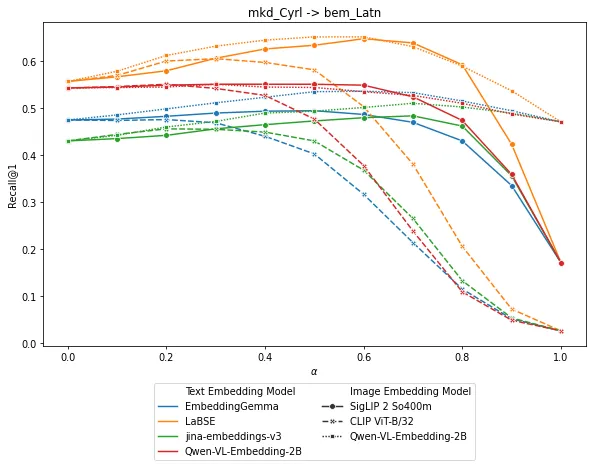 mkd_Cyrl -> bem_Latn
Recall@1
0.6
0.5
0.4
0.3
0.2
0.1
0.0
0.0 0.2 0.4 0.6 0.8 1.0
α
Text Embedding Model Image Embedding Model
EmbeddingGemma SigLIP 2 So400m
LaBSE CLIP ViT-B/32
jina-embeddings-v3 Qwen-VL-Embedding-2B
Qwen-VL-Embedding-2B